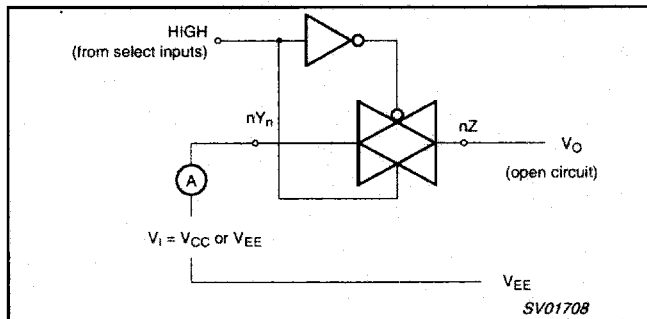 HIGH
(from select inputs)
nYn
nZ
VO
(open circuit)
A
VI = VCC or VEE
VEE
SV01708